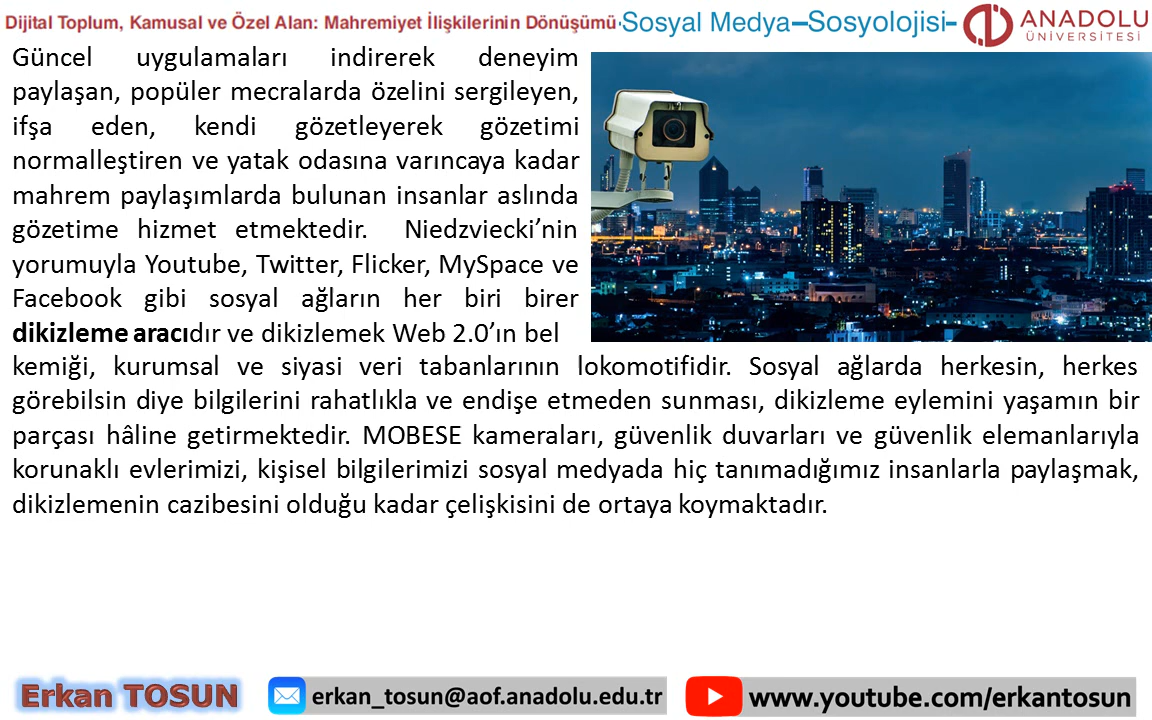 Dijital Toplum, Kamusal ve Özel Alan: Mahremiyet İlişkilerinin Dönüşümü-Sosyal Medya–Sosyolojisi– ANADOLU
ÜNİVERSİTESİ
Güncel uygulamaları indirerek deneyim
paylaşan, popüler mecralarda özelini sergileyen,
ifşa eden, kendi gözetleyerek gözetimi
normalleştiren ve yatak odasına varıncaya kadar
mahrem paylaşımlarda bulunan insanlar aslında
gözetime hizmet etmektedir. Niedzviecki’nin
yorumuyla Youtube, Twitter, Flicker, MySpace ve
Facebook gibi sosyal ağların her biri birer
dikizleme aracıdır ve dikizlemek Web 2.0’ın bel
kemiği, kurumsal ve siyasi veri tabanlarının lokomotifidir. Sosyal ağlarda herkesin, herkes
görebilsin diye bilgilerini rahatlıkla ve endişe etmeden sunması, dikizleme eylemini yaşamın bir
parçası hâline getirmektedir. MOBESE kameraları, güvenlik duvarları ve güvenlik elemanlarıyla
korunaklı evlerimizi, kişisel bilgilerimizi sosyal medyada hiç tanımadığımız insanlarla paylaşmak,
dikizlemenin cazibesini olduğu kadar çelişkisini de ortaya koymaktadır.
Erkan TOSUN erkan_tosun@aof.anadolu.edu.tr www.youtube.com/erkantosun